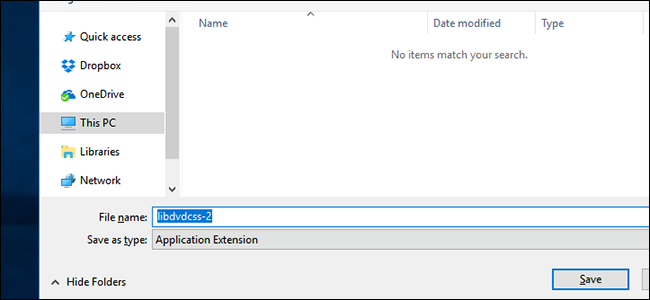 Name Date modified Type
Quick access
No items match your search.
Dropbox
OneDrive
This PC
Libraries
Network
File name: libdvdcss-2
Save as type: Application Extension
Hide Folders Save